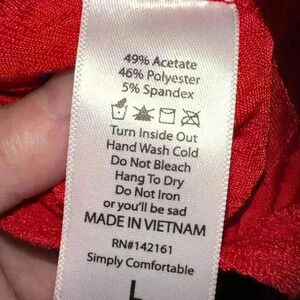 49% Acetate
46% Polyester
5% Spandex
Turn Inside Out
Hand Wash Cold
Do Not Bleach
Hang To Dry
Do Not Iron
or you'll be sad
MADE IN VIETNAM
RN#142161
Simply Comfortable
L